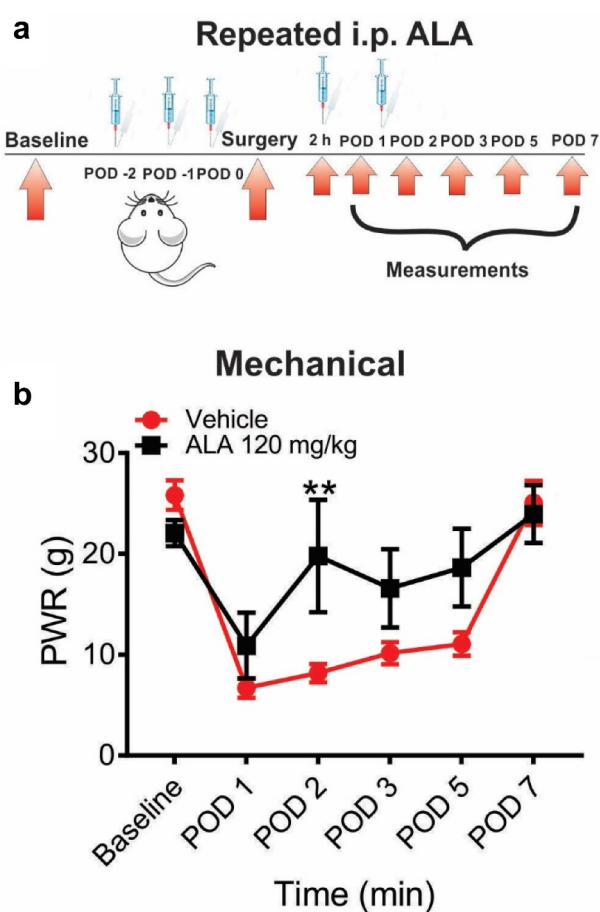 a
Repeated i.p. ALA
Baseline
Surgery
2 h POD 1 POD 2 POD 3 POD 5 POD 7
POD -2 POD -1 POD 0
Measurements
Mechanical
b
Vehicle
ALA 120 mg/kg
30
**
20
10
0
PWR (g)
Baseline
POD 1
POD 2
POD 3
POD 5
POD 7
Time (min)